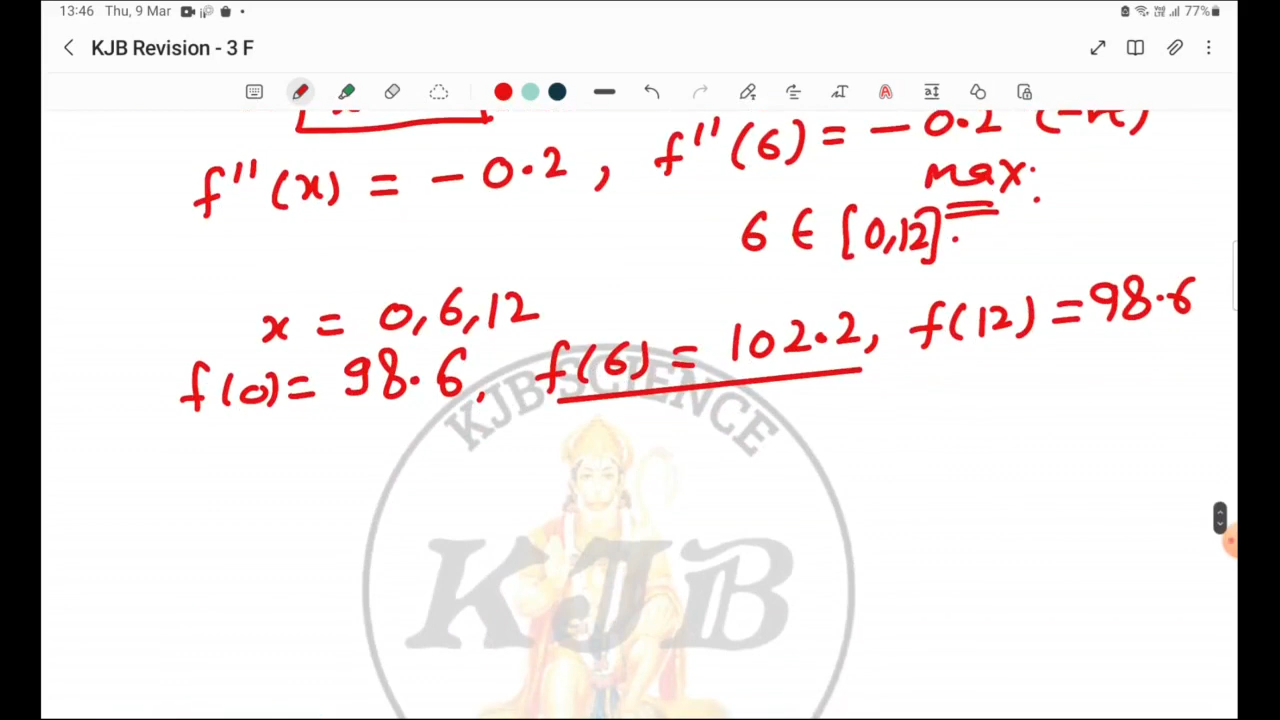 13:46 Thu, 9 Mar 77%
KJB Revision - 3 F
f''(x) = -0.2, f''(6) = -0.2 (-ve)
max.
6 ∈ [0,12].
x = 0,6,12
f(0) = 98.6, f(6) = 102.2, f(12) = 98.6
KJB SCIENCE
KJB